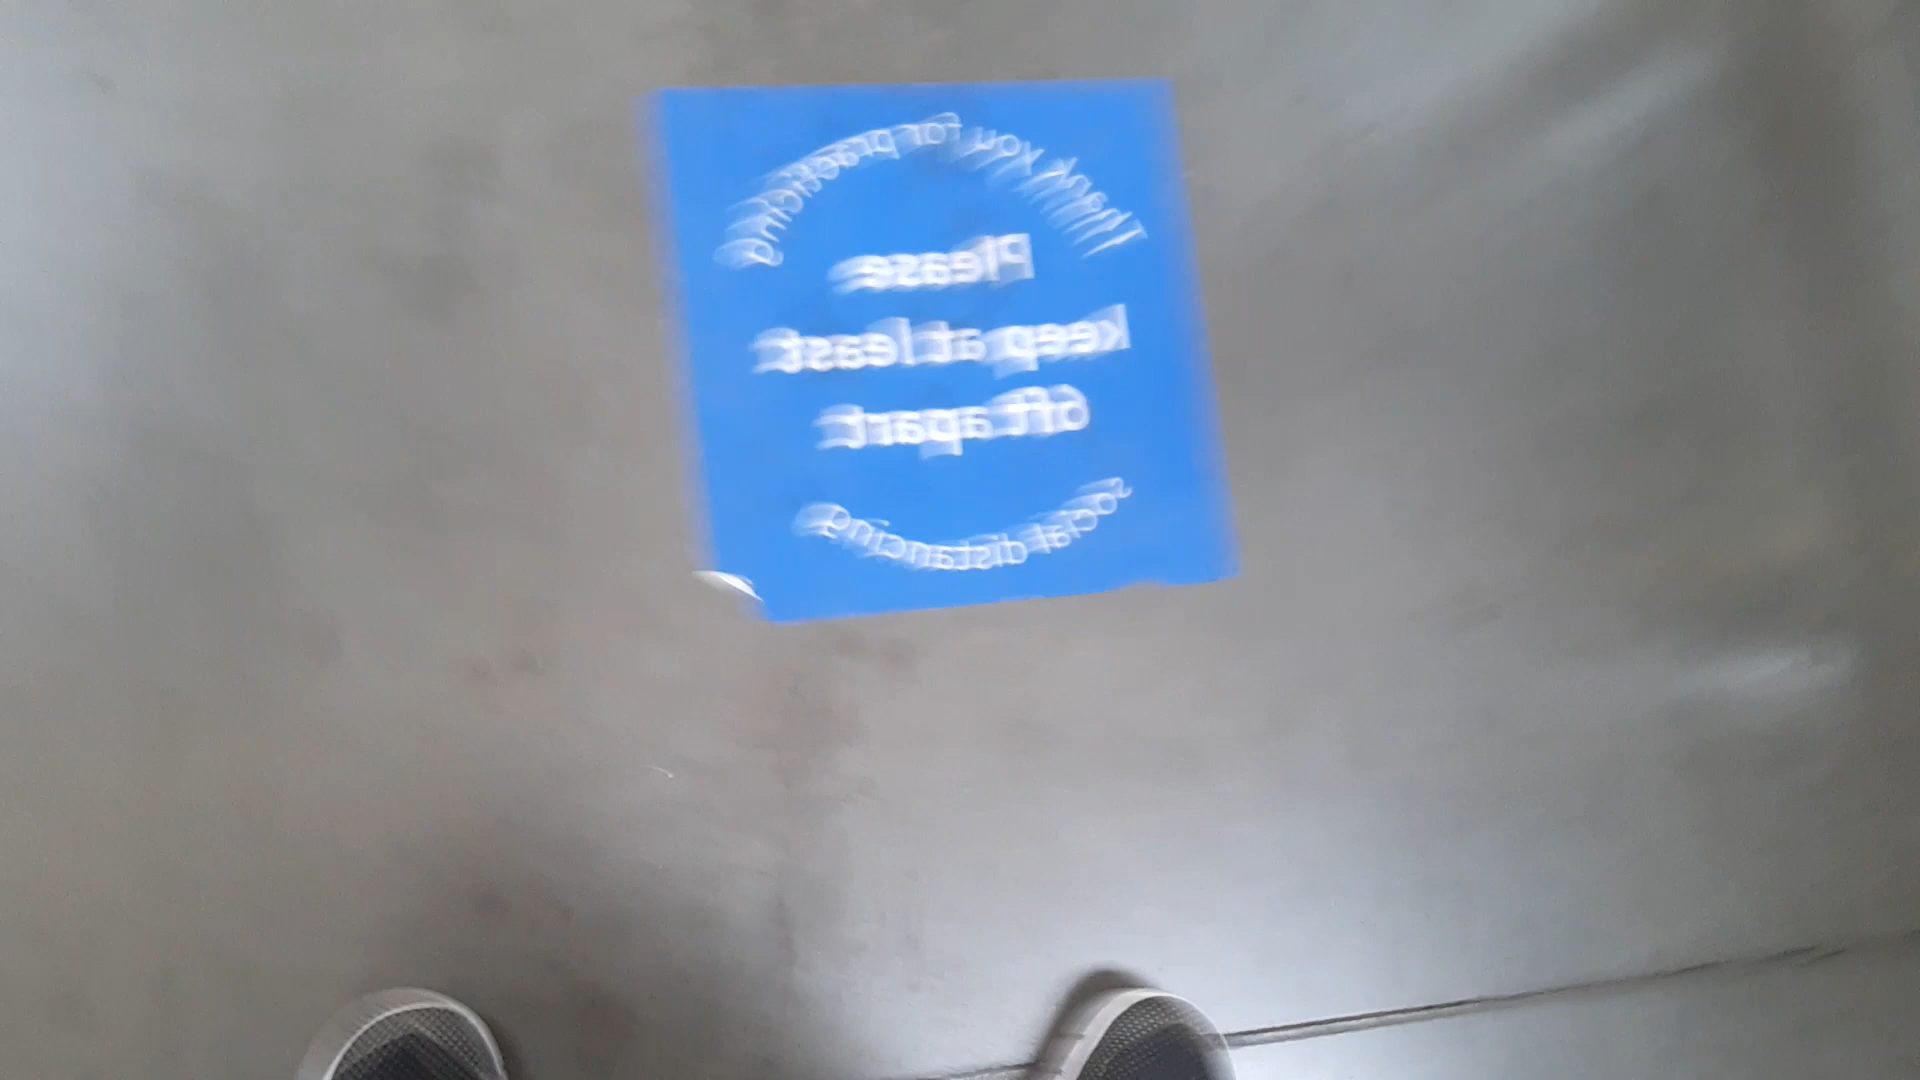 Thank you for practicing
Please
keep at least
6ft apart
social distancing